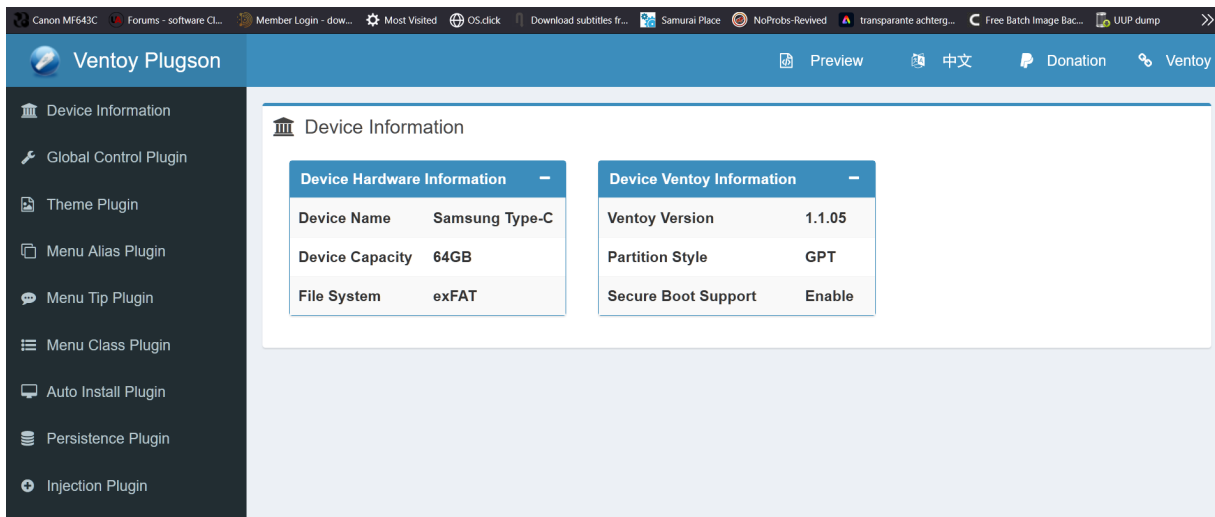 Canon MF643C Forums - software Cl... Member Login - dow... Most Visited OS.click Download subtitles fr... Samurai Place NoProbs-Revived transparante achterg... Free Batch Image Bac... UUP dump
Ventoy Plugson Preview 中文 Donation Ventoy
Device Information
Global Control Plugin
Theme Plugin
Menu Alias Plugin
Menu Tip Plugin
Menu Class Plugin
Auto Install Plugin
Persistence Plugin
Injection Plugin
Device Information
Device Hardware Information
Device Name Samsung Type-C
Device Capacity 64GB
File System exFAT
Device Ventoy Information
Ventoy Version 1.1.05
Partition Style GPT
Secure Boot Support Enable